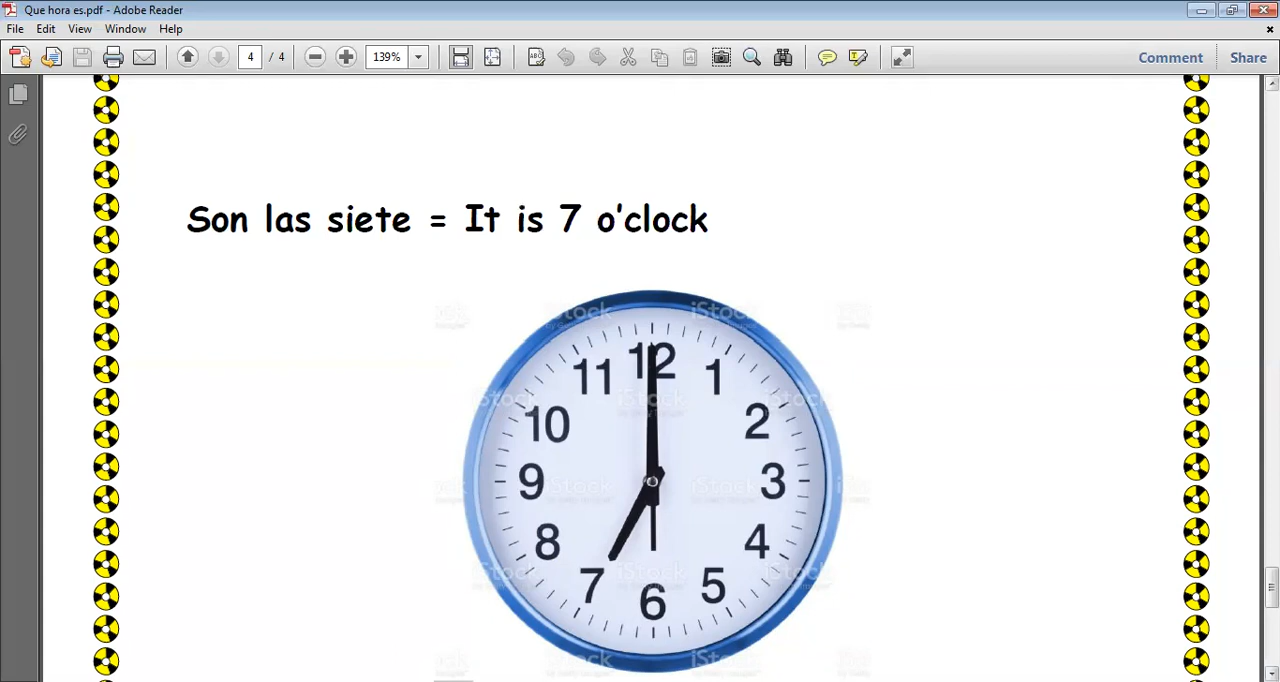 Que hora es.pdf - Adobe Reader
File Edit View Window Help
4 / 4 139% Comment Share
Son las siete = It is 7 o'clock
iStock
12
11 1
10 2
9 3
8 4
7 5
6